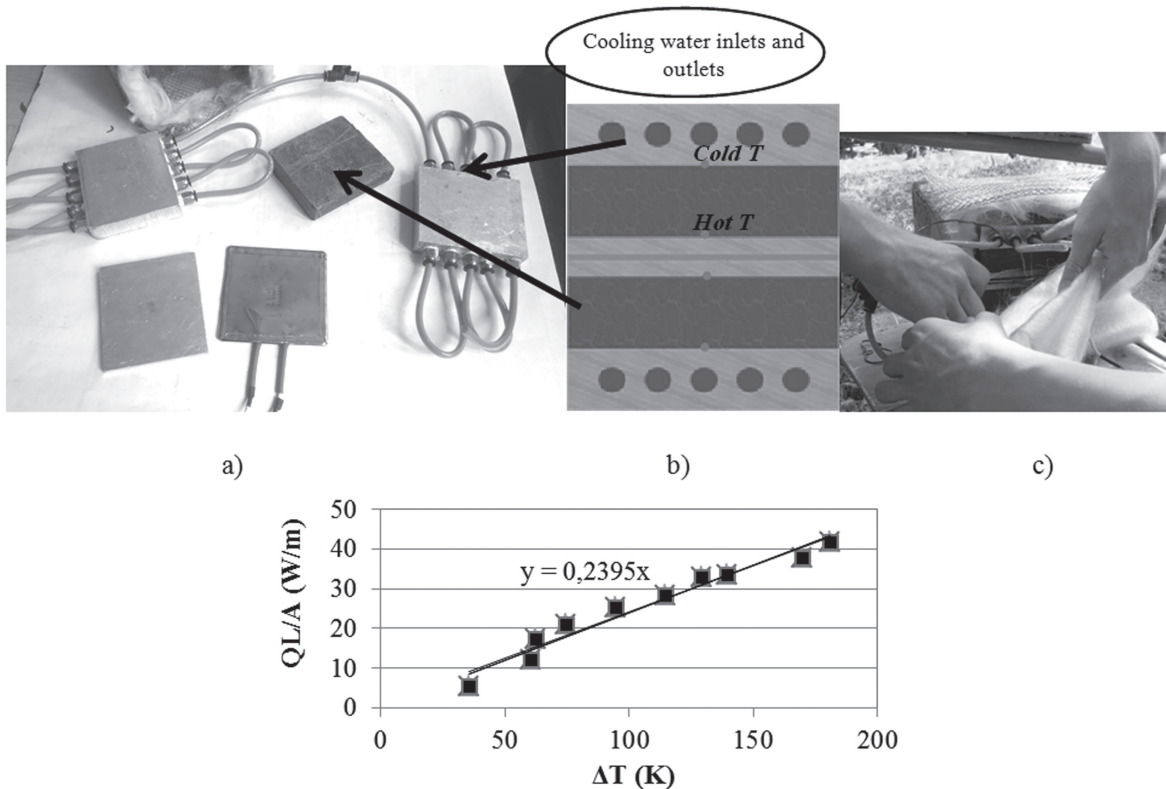 Cooling water inlets and
outlets
Cold T
Hot T
a)
b)
c)
50
40
30
20
10
0
QL/A (W/m)
y = 0,2395x
0
50
100
150
200
ΔT (K)